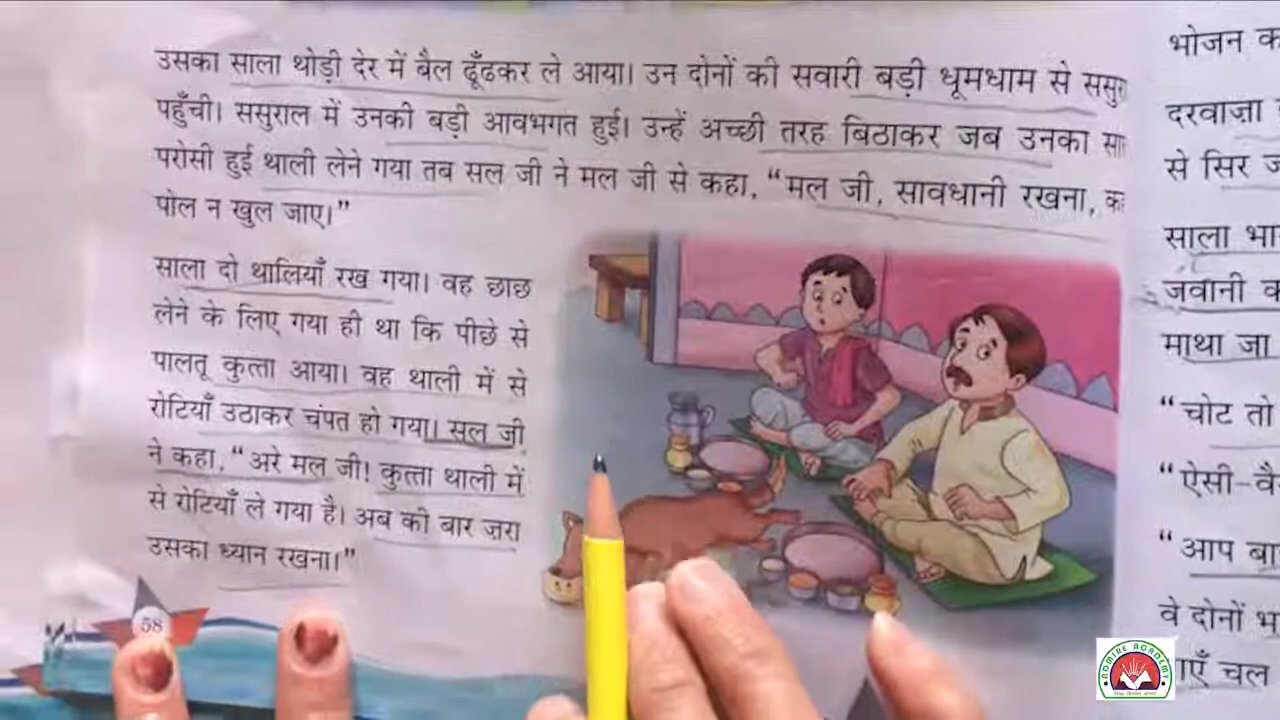 उसका साला थोड़ी देर में बैल ढूँढकर ले आया। उन दोनों की सवारी बड़ी धूमधाम से
पहुँची। ससुराल में उनकी बड़ी आवभगत हुई। उन्हें अच्छी तरह बिठाकर जब उनका
परोसी हुई थाली लेने गया तब सल जी ने मल जी से कहा, “मल जी, सावधानी रखना,
पोल न खुल जाए।”
साला दो थालियाँ रख गया। वह छाछ
लेने के लिए गया ही था कि पीछे से
पालतू कुत्ता आया। वह थाली में से
रोटियाँ उठाकर चंपत हो गया। सल जी
ने कहा, “अरे मल जी! कुत्ता थाली में
से रोटियाँ ले गया है। अब की बार ज़रा
उसका ध्यान रखना।”
58
भोजन
दरवाज़ा
से सिर
साला
जवानी
माथा जा
“चोट तो
“ऐसी-
“आप
वे दोनों
चल
ADMIRE ACADEMY